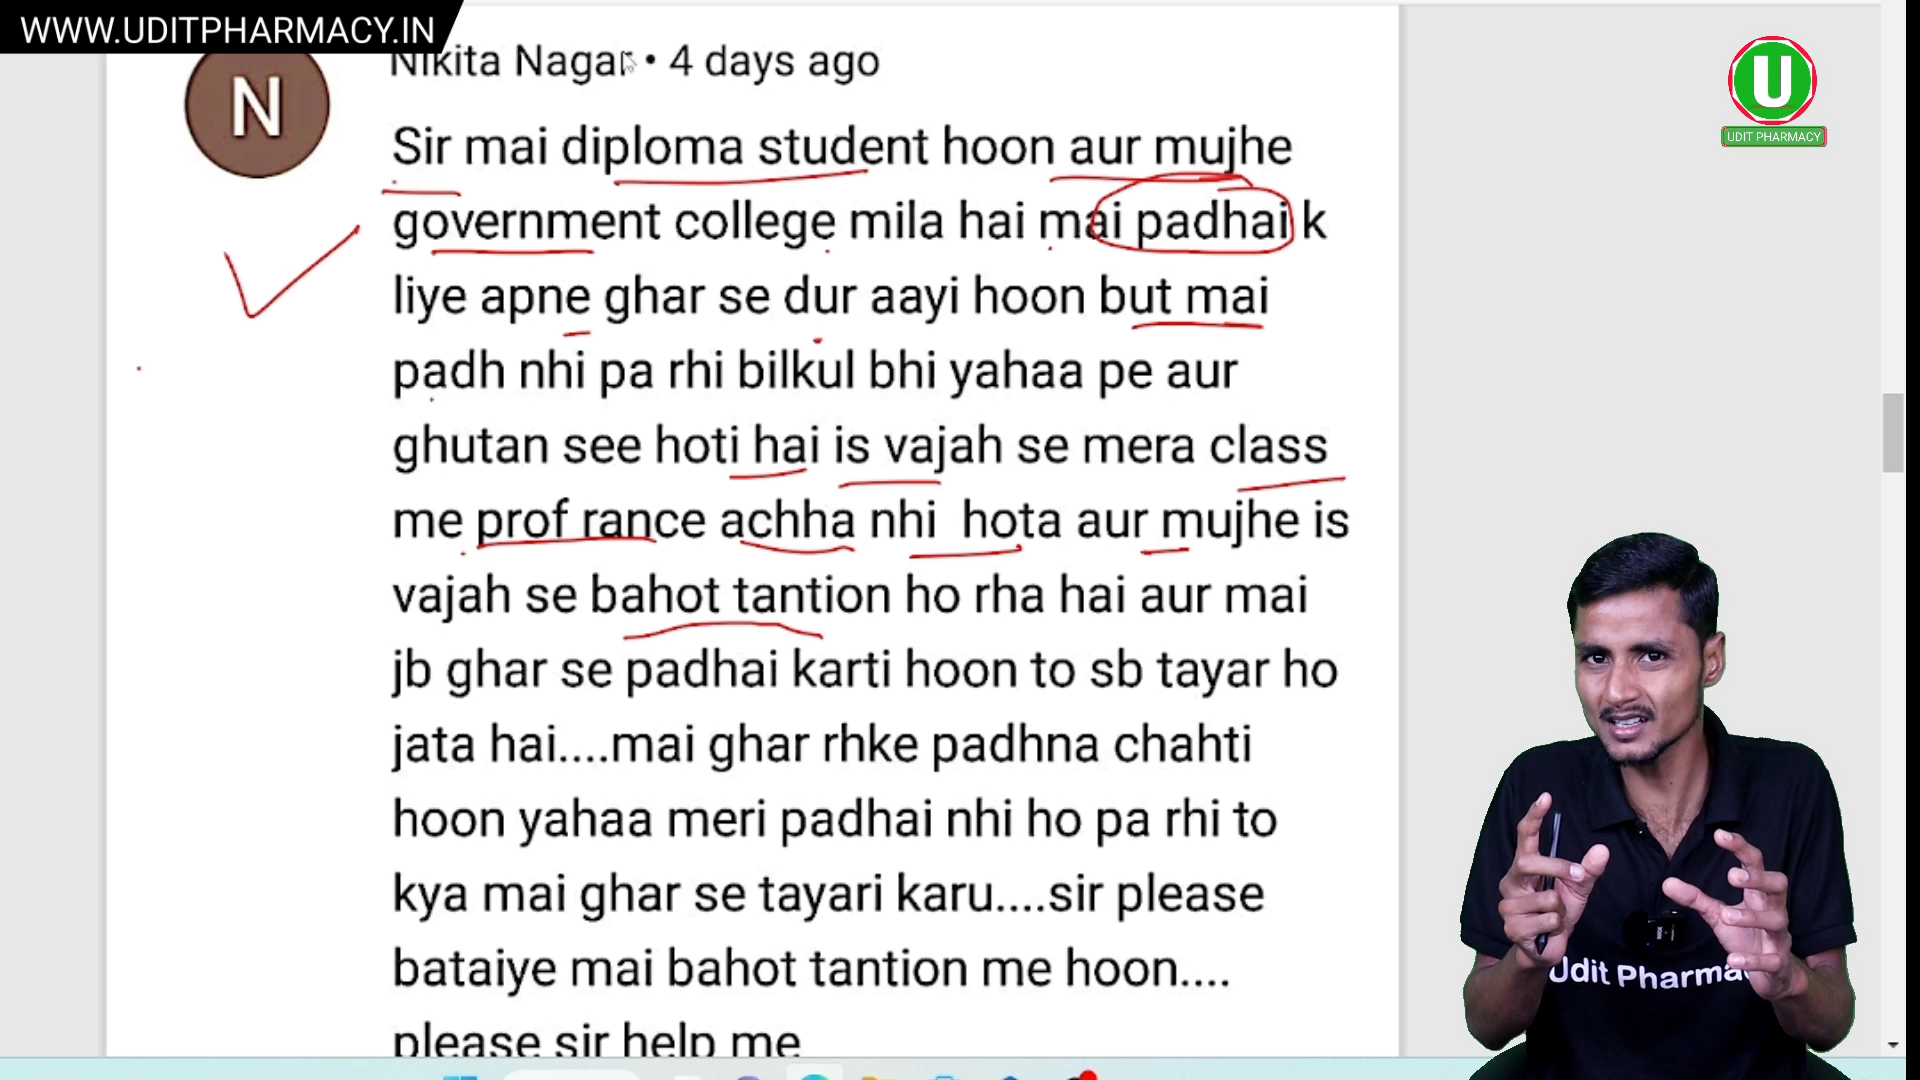 WWW.UDITPHARMACY.IN
Nikita Nagar • 4 days ago
N
U
UDIT PHARMACY
Sir mai diploma student hoon aur mujhe
government college mila hai mai padhai k
liye apne ghar se dur aayi hoon but mai
padh nhi pa rhi bilkul bhi yahaa pe aur
ghutan see hoti hai is vajah se mera class
me prof rance achha nhi hota aur mujhe is
vajah se bahot tantion ho rha hai aur mai
jb ghar se padhai karti hoon to sb tayar ho
jata hai....mai ghar rhke padhna chahti
hoon yahaa meri padhai nhi ho pa rhi to
kya mai ghar se tayari karu....sir please
bataiye mai bahot tantion me hoon....
please sir help me
Udit Pharma